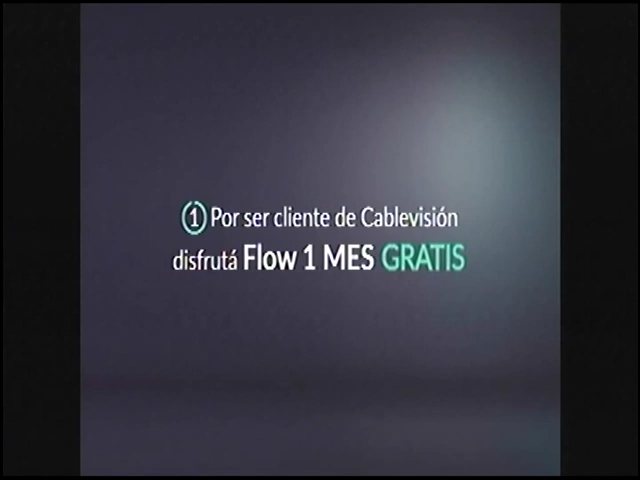 1 Por ser cliente de Cablevisión
disfrutá Flow 1 MES GRATIS